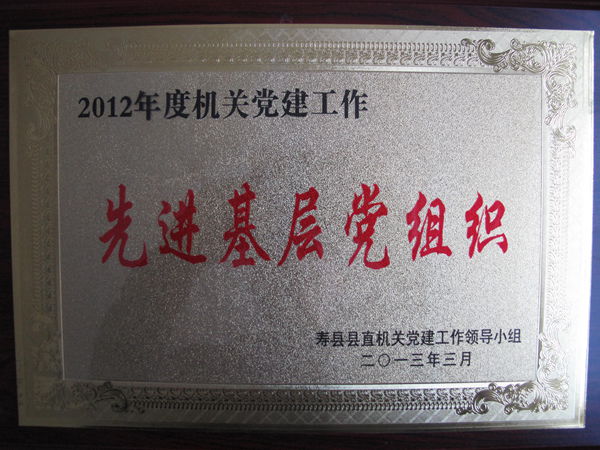 2012年度机关党建工作
先进基层党组织
寿县县直机关党建工作领导小组
二〇一三年三月